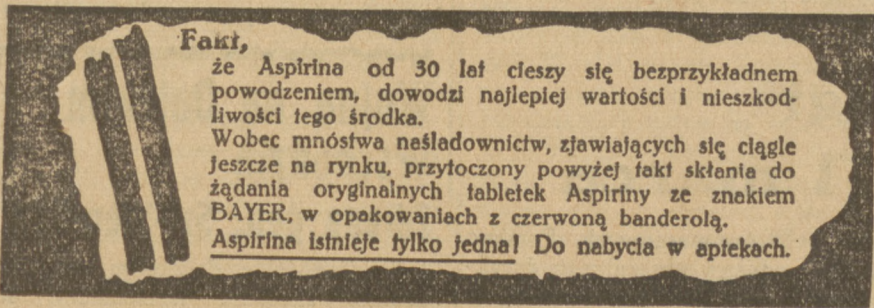 Fakt,
że Aspirina od 30 lat cieszy się bezprzykładnem
powodzeniem, dowodzi najlepiej wartości i nieszkod-
liwości tego środka.
Wobec mnóstwa naśladownictw, zjawiających się ciągle
jeszcze na rynku, przytoczony powyżej fakt skłania do
żądania oryginalnych tabletek Aspiriny ze znakiem
BAYER, w opakowaniach z czerwoną banderolą.
Aspirina istnieje tylko jedna! Do nabycia w aptekach.